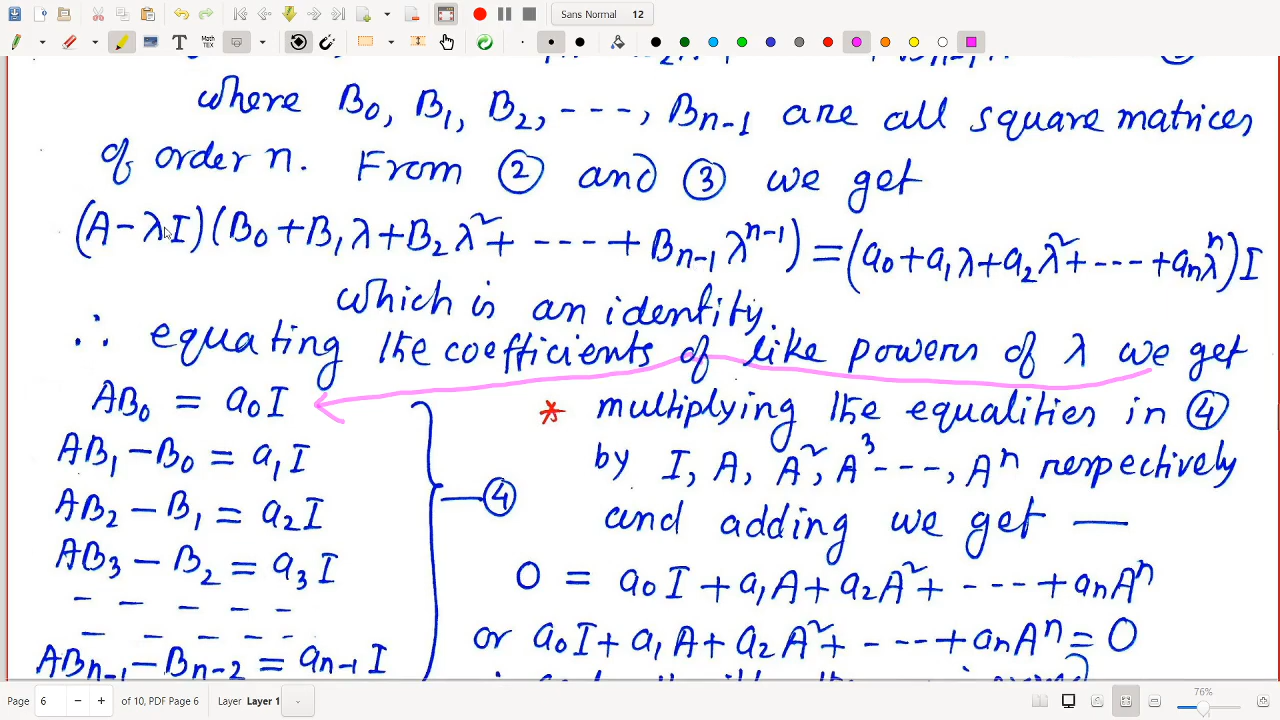 Sans Normal 12
where B₀, B₁, B₂, ----, Bₙ₋₁ are all square matrices
of order n. From ② and ③ we get
(A-λI)(B₀+B₁λ+B₂λ²+ ---- + Bₙ₋₁λⁿ⁻¹) = (a₀+a₁λ+a₂λ²+----+aₙλⁿ)I
which is an identity.
∴ equating the coefficients of like powers of λ we get
AB₀ = a₀I
AB₁ - B₀ = a₁I
AB₂ - B₁ = a₂I
AB₃ - B₂ = a₃I
- - - - -
- - - - -
ABₙ₋₁ - Bₙ₋₂ = aₙ₋₁I
④
* multiplying the equalities in ④
by I, A, A², A³----, Aⁿ respectively
and adding we get —
0 = a₀I + a₁A + a₂A² + ---- + aₙAⁿ
or a₀I + a₁A + a₂A² + ---- + aₙAⁿ = 0
Page 6 - + of 10, PDF Page 6 Layer Layer 1 76%